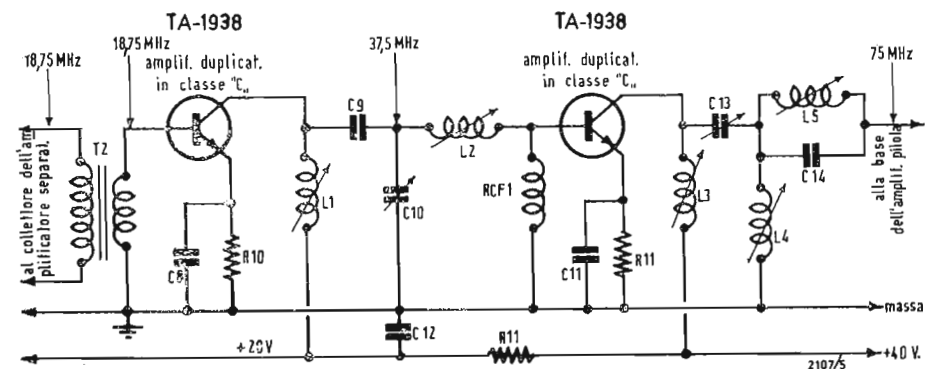 TA-1938
TA-1938
18,75 MHz
18,75 MHz
amplif. duplicat.
in classe "C„
37,5 MHz
amplif. duplicat.
in classe "C„
75 MHz
al collettore dell'am
plificatore separat.
T2
C9
L2
C13
L5
C14
L1
C10
RCF1
L3
L4
alla base
dell'amplif. pilota
C8
R10
C11
R11
massa
C12
+20V
R11
+40 V.
2107/5